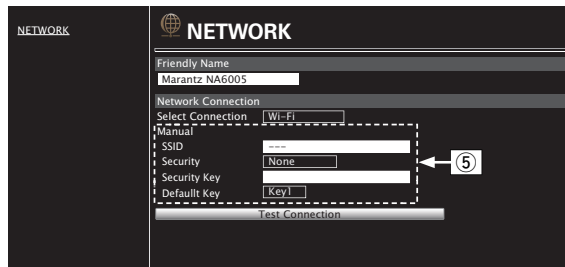 NETWORK
NETWORK
Friendly Name
Marantz NA6005
Network Connection
Select Connection Wi-Fi
Manual
SSID ---
Security None
⑤
Security Key
Defaullt Key Key1
Test Connection